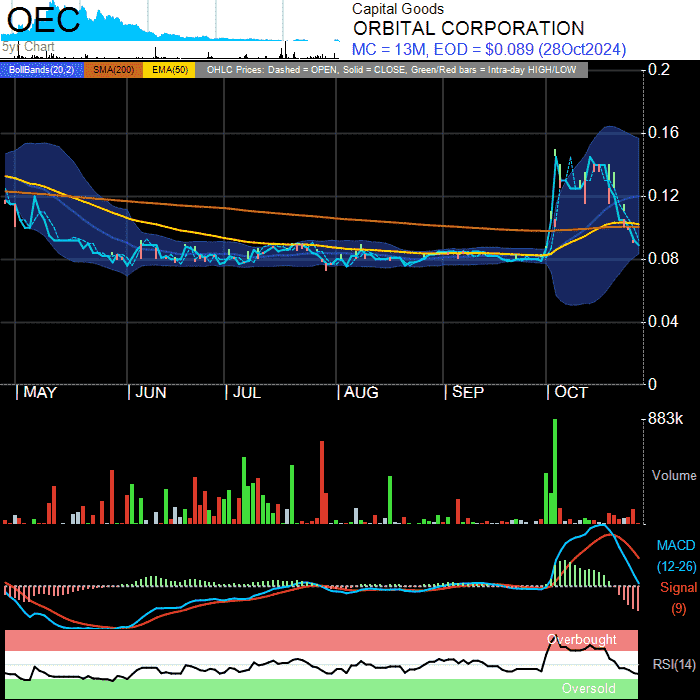 OEC
Capital Goods
ORBITAL CORPORATION
5yr Chart
MC = 13M, EOD = $0.089 (28Oct2024)
BollBands(20,2) SMA(200) EMA(50) OHLC Prices: Dashed = OPEN, Solid = CLOSE, Green/Red bars = Intra-day HIGH/LOW
0.2
0.16
0.12
0.08
0.04
0
MAY JUN JUL AUG SEP OCT
883k
Volume
MACD
(12-26)
Signal
(9)
Overbought
RSI(14)
Oversold